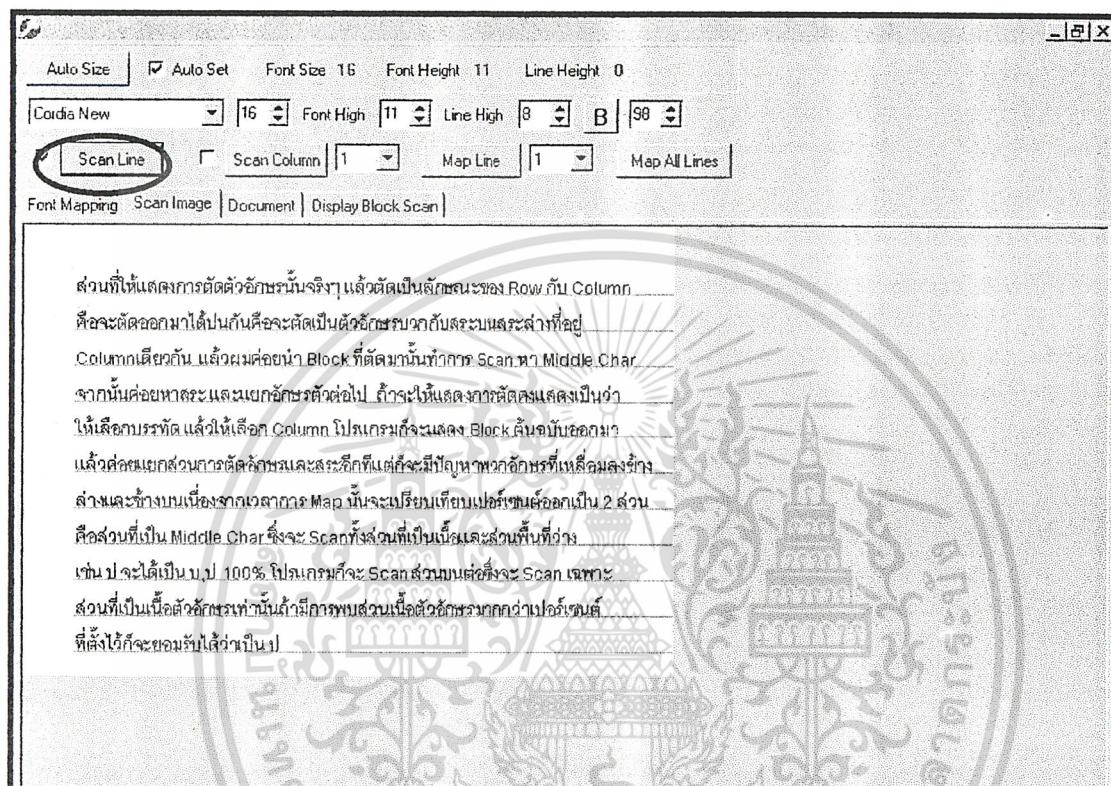 Auto Size Auto Set Font Size 16 Font Height 11 Line Height 0
Cordia New 16 Font High 11 Line High 8 B 98
Scan Line Scan Column 1 Map Line 1 Map All Lines
Font Mapping Scan Image Document Display Block Scan
ส่วนที่ให้แสดงการตัดตัวอักษรนั้นจริงๆ แล้วตัดเป็นลักษณะของ Row กับ Column
คือจะตัดออกมาได้ปนกันคือจะตัดเป็นตัวอักษรบวกกับสระบนสระล่างที่อยู่
Columnเดียวกัน แล้วผมค่อยนำ Block ที่ตัดมานั้นทำการ Scan หา Middle Char
จากนั้นค่อยหาสระและแยกอักษรตัวต่อไป ถ้าจะให้แสดงการตัดคงแสดงเป็นว่า
ให้เลือกบรรทัด แล้วให้เลือก Column โปรแกรมก็จะแสดง Block ต้นฉบับออกมา
แล้วค่อยแยกส่วนการตัดอักษรและสระอีกทีแต่ก็จะมีปัญหาพวกอักษรที่เหลื่อมลงข้าง
ล่างและข้างบนเนื่องจากเวลาการ Map นั้นจะเปรียบเทียบเปอร์เซนต์ออกเป็น 2 ส่วน
คือส่วนที่เป็น Middle Char ซึ่งจะ Scanทั้งส่วนที่เป็นเนื้อและส่วนพื้นที่ว่าง
เช่น ป จะได้เป็น บ,ป 100% โปรแกรมก็จะ Scan ส่วนบนต่อซึ่งจะ Scan เฉพาะ
ส่วนที่เป็นเนื้อตัวอักษรเท่านั้นถ้ามีการพบส่วนเนื้อตัวอักษรมากกว่าเปอร์เซนต์
ที่ตั้งไว้ก็จะยอมรับได้ว่าเป็น ป